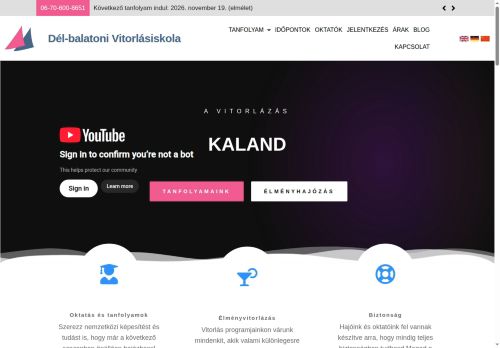 06-70-600-6651 Következő tanfolyam indul: 2026. november 19. (elmélet)
Dél-balatoni Vitorlásiskola
TANFOLYAM IDŐPONTOK OKTATÓK JELENTKEZÉS ÁRAK BLOG
KAPCSOLAT
A VITORLÁZÁS
KALAND
YouTube
Sign in to confirm you're not a bot
This helps protect our community
Sign in Learn more
TANFOLYAMAINK ÉLMÉNYHAJÓZÁS
Oktatás és tanfolyamok
Szerezz nemzetközi képesítést és
tudást is, hogy már a következő
Élményvitorlázás
Vitorlás programjainkon várunk
mindenkit, akik valami különlegesre
Biztonság
Hajóink és oktatóink fel vannak
készítve arra, hogy mindig teljes